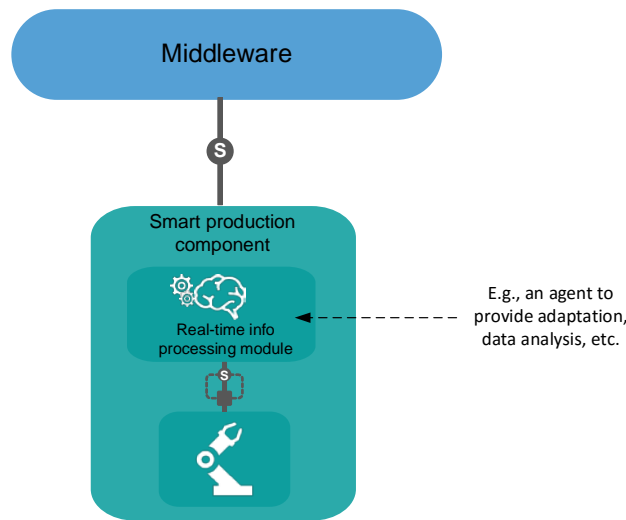 Middleware
S
Smart production
component
Real-time info
processing module
E.g., an agent to
provide adaptation,
data analysis, etc.
S